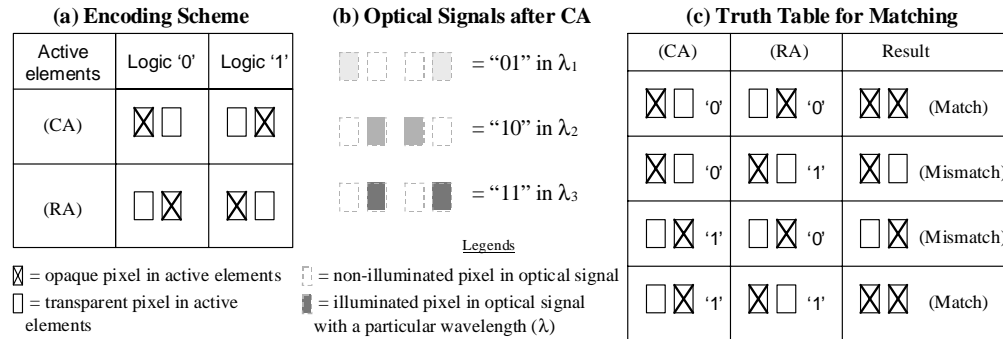 (a) Encoding Scheme
Active elements
Logic '0'
Logic '1'
(CA)
(RA)
= opaque pixel in active elements
= transparent pixel in active
elements
(b) Optical Signals after CA
= “01” in λ1
= “10” in λ2
= “11” in λ3
Legends
= non-illuminated pixel in optical signal
= illuminated pixel in optical signal
with a particular wavelength (λ)
(c) Truth Table for Matching
(CA) (RA) Result
'0' '0' (Match)
'0' '1' (Mismatch)
'1' '0' (Mismatch)
'1' '1' (Match)